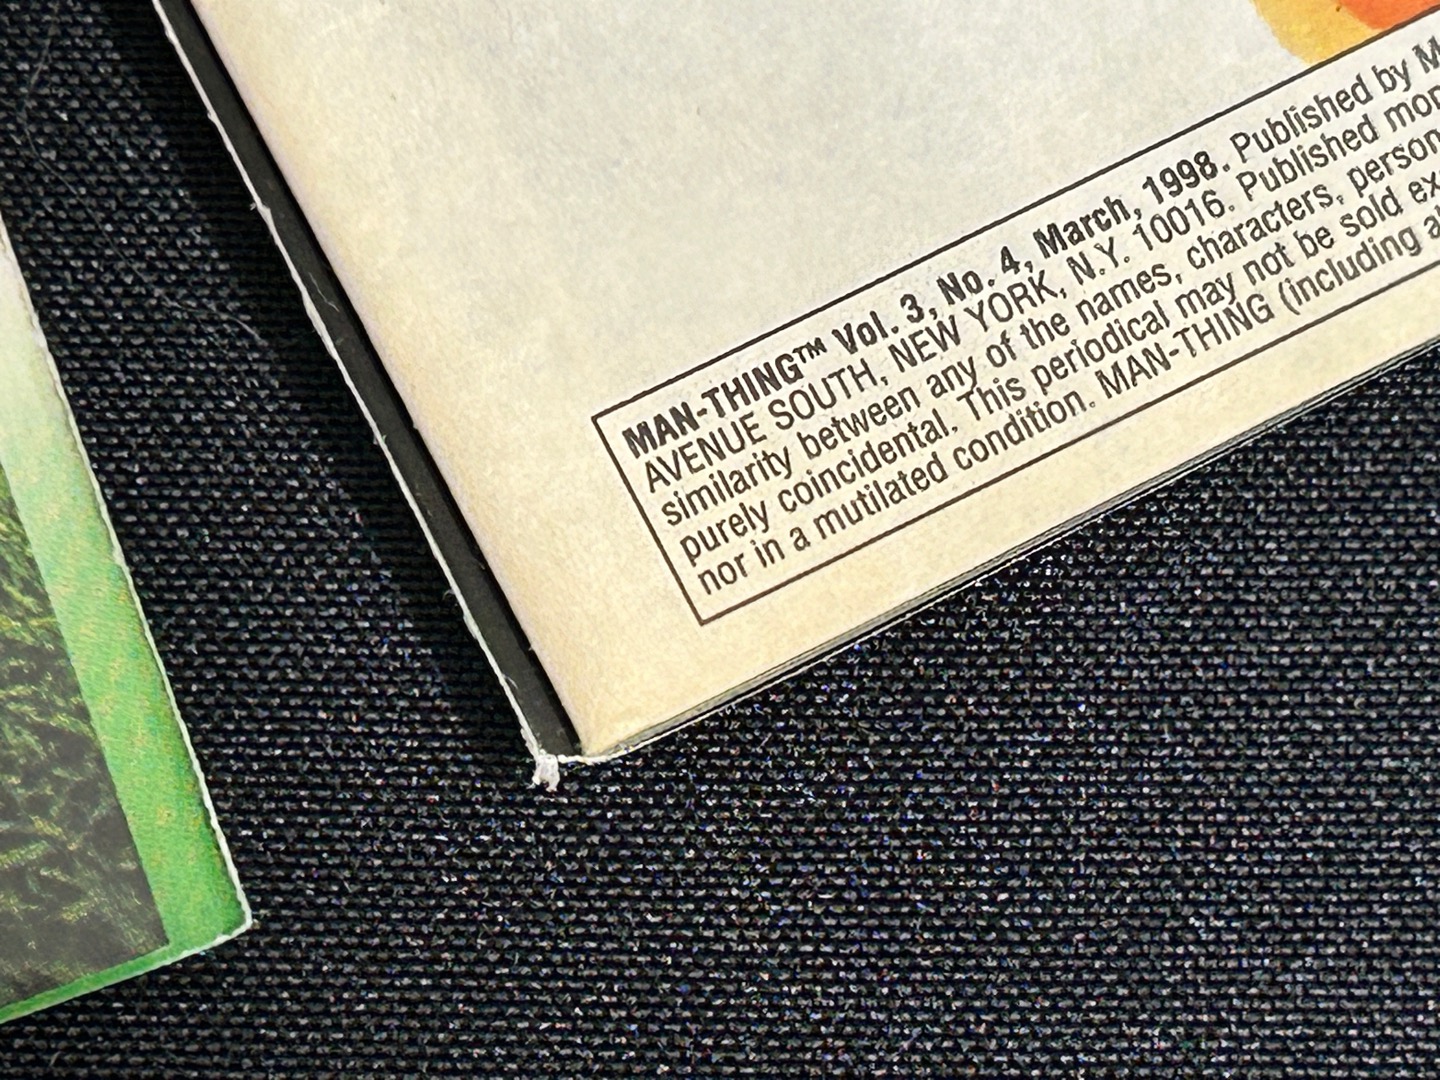 MAN-THING™ Vol. 3, No. 4, March, 1998. Published by
AVENUE SOUTH, NEW YORK, N.Y. 10016. Published
similarity between any of the names, characters,
purely coincidental. This periodical may not be sold
nor in a mutilated condition. MAN-THING (including